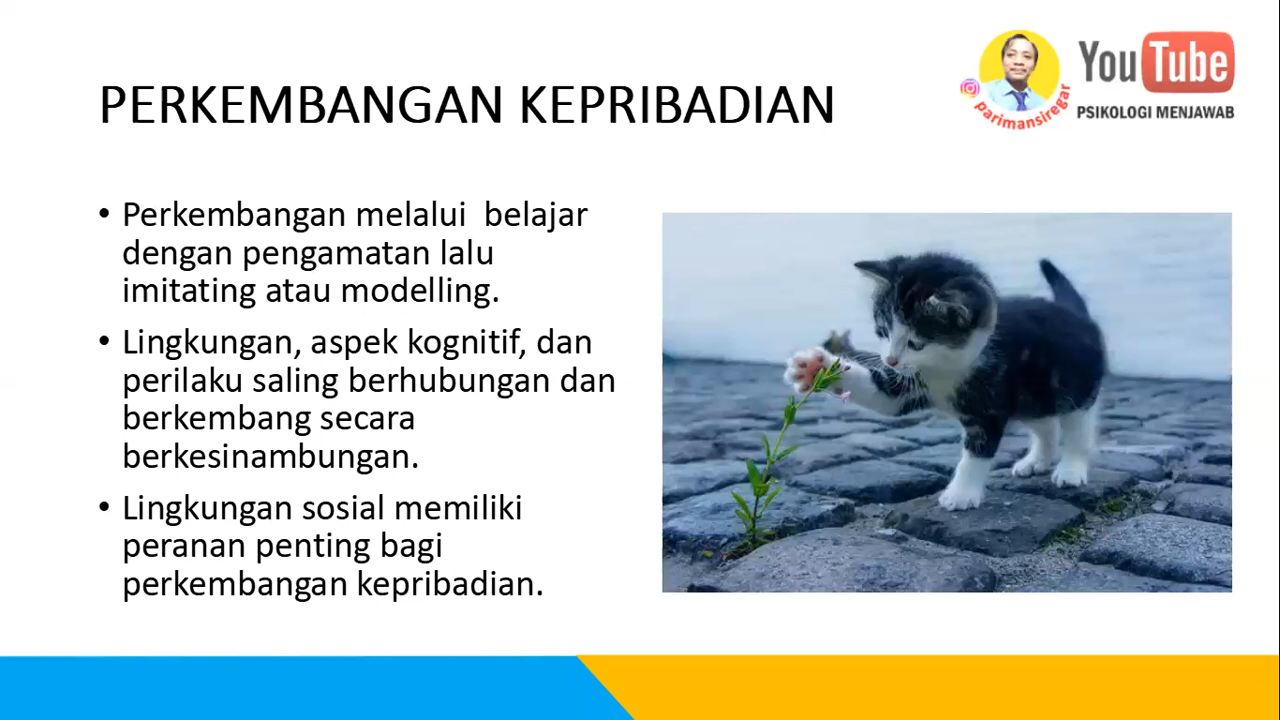 YouTube
parimansiregar
PSIKOLOGI MENJAWAB
PERKEMBANGAN KEPRIBADIAN
• Perkembangan melalui  belajar
dengan pengamatan lalu
imitating atau modelling.
• Lingkungan, aspek kognitif, dan
perilaku saling berhubungan dan
berkembang secara
berkesinambungan.
• Lingkungan sosial memiliki
peranan penting bagi
perkembangan kepribadian.